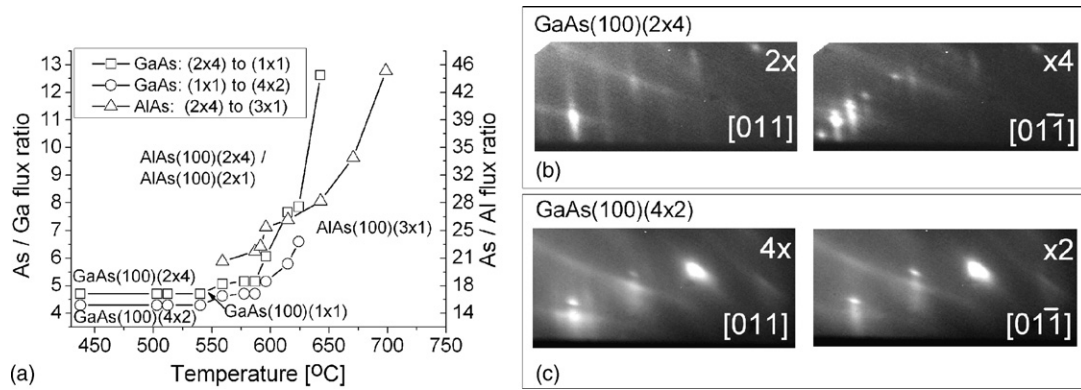 13
12
11
10
9
8
7
6
5
4
As / Ga flux ratio
GaAs: (2x4) to (1x1)
GaAs: (1x1) to (4x2)
AlAs: (2x4) to (3x1)
AlAs(100)(2x4) /
AlAs(100)(2x1)
AlAs(100)(3x1)
GaAs(100)(2x4)
GaAs(100)(4x2)
GaAs(100)(1x1)
46
42
39
35
32
28
25
21
18
14
As / Al flux ratio
450 500 550 600 650 700 750
Temperature [ºC]
(a)
GaAs(100)(2x4)
2x
[011]
x4
[011̄]
(b)
GaAs(100)(4x2)
4x
[011]
x2
[011̄]
(c)